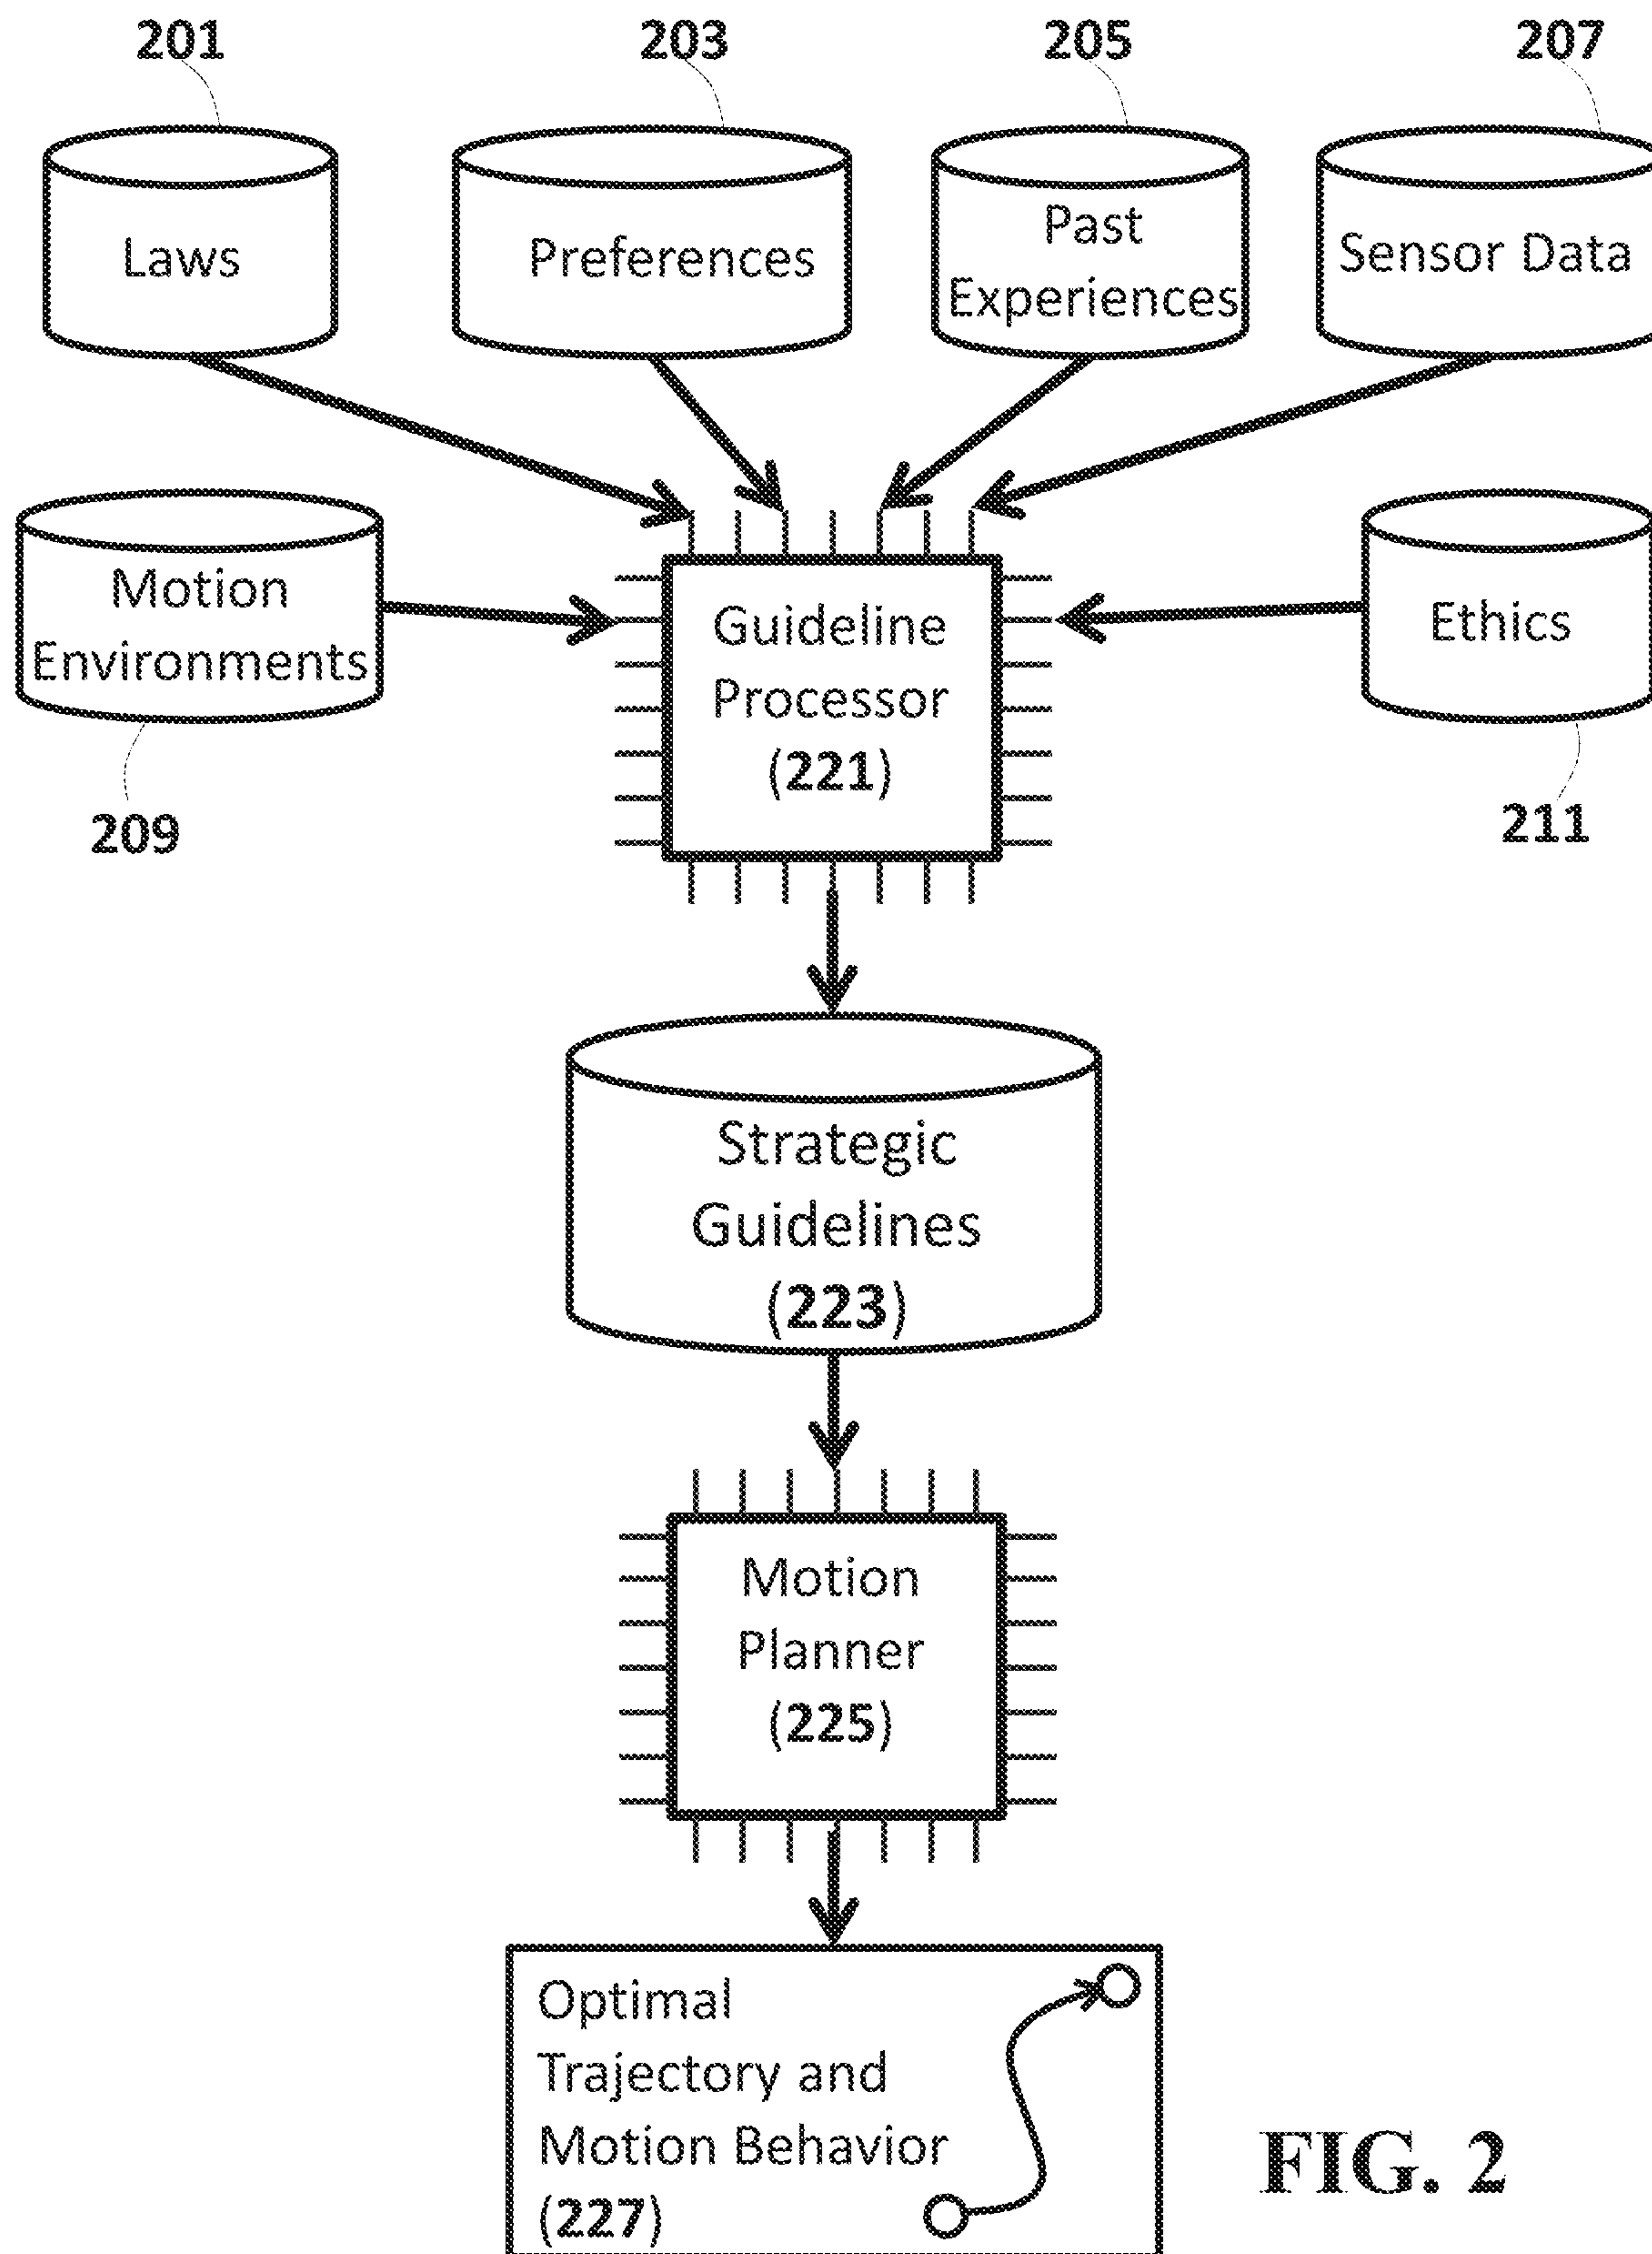 201
203
205
207
Laws
Preferences
Past
Experiences
Sensor Data
Motion
Environments
Guideline
Processor
(221)
Ethics
209
211
Strategic
Guidelines
(223)
Motion
Planner
(225)
Optimal
Trajectory and
Motion Behavior
(227)
FIG. 2